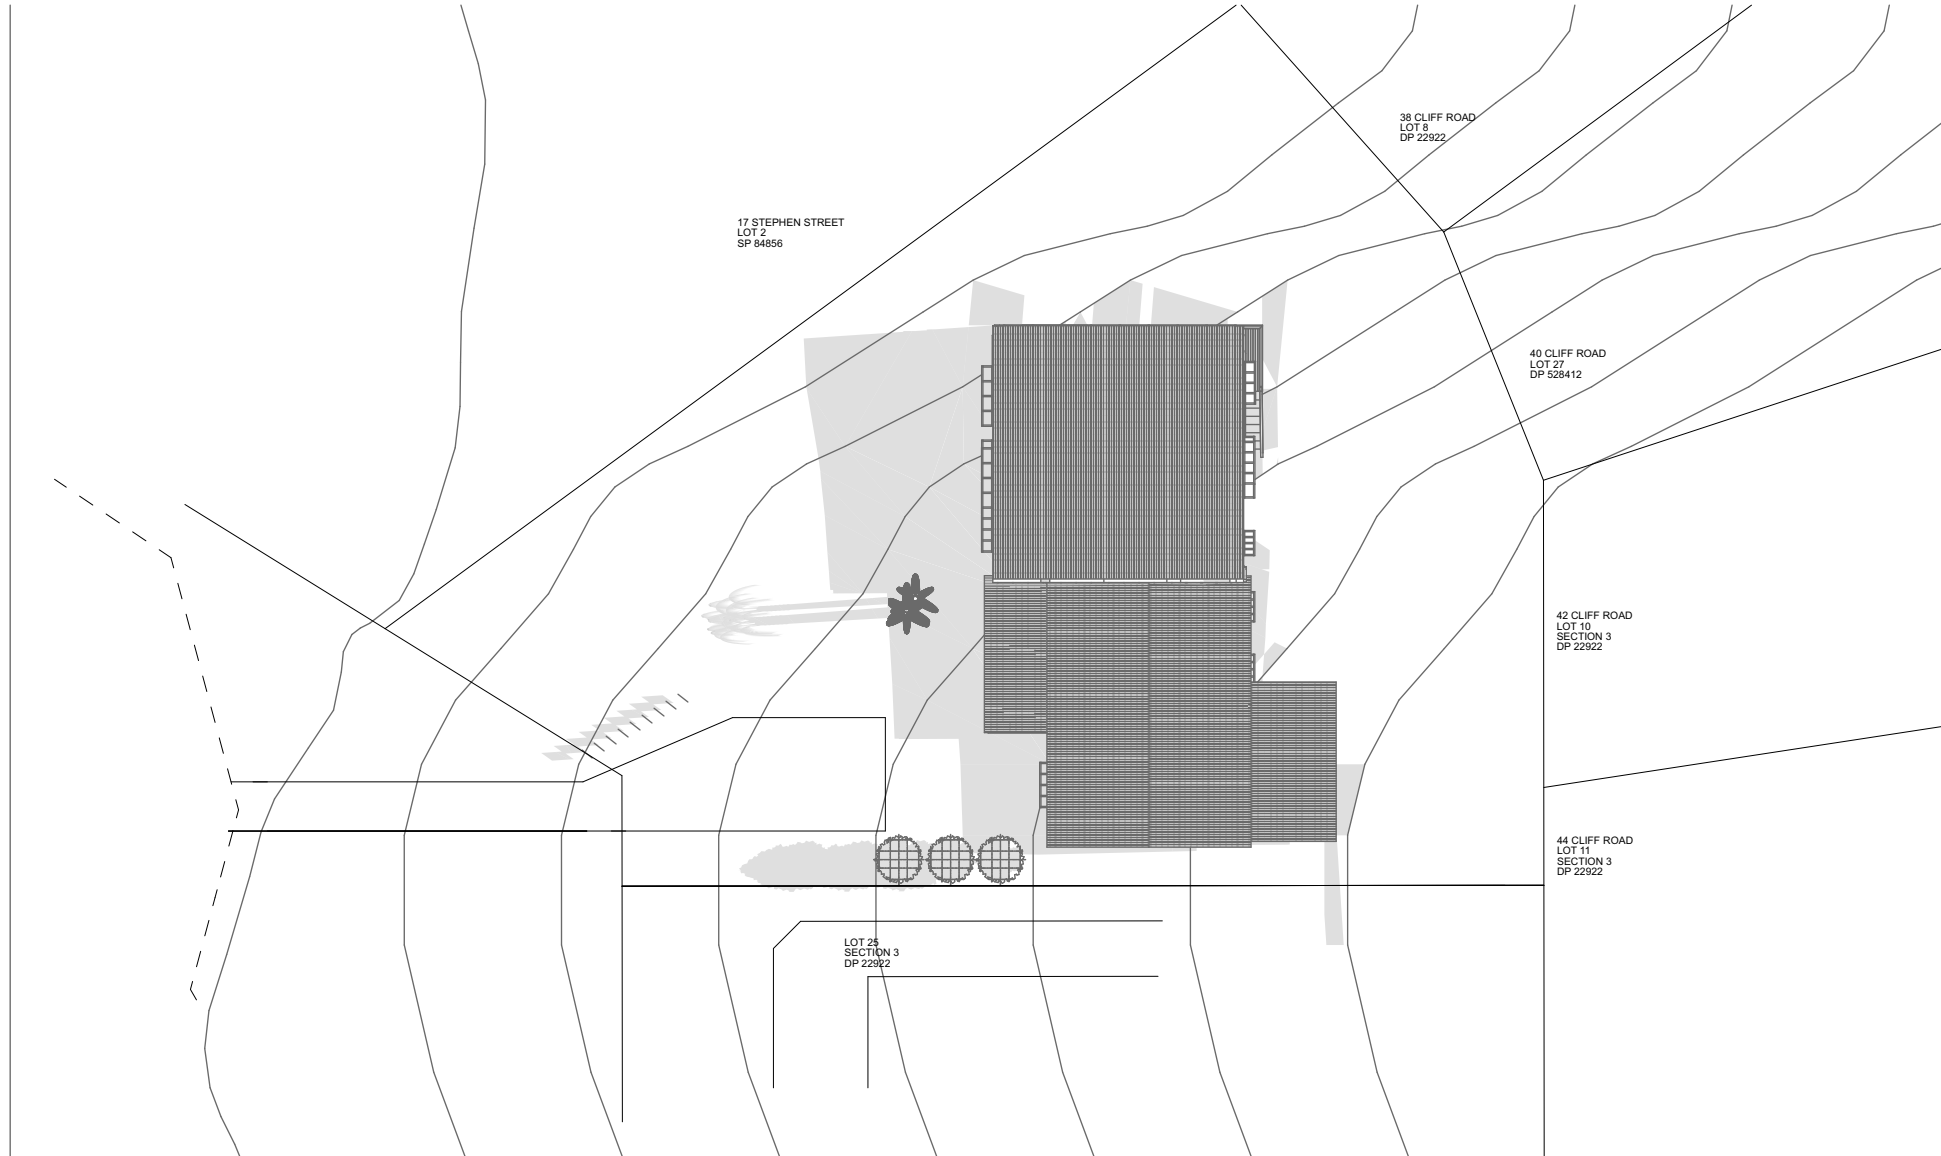 38 CLIFF ROAD
LOT 8
DP 22922
17 STEPHEN STREET
LOT 2
SP 84856
40 CLIFF ROAD
LOT 27
DP 528412
42 CLIFF ROAD
LOT 10
SECTION 3
DP 22922
44 CLIFF ROAD
LOT 11
SECTION 3
DP 22922
LOT 25
SECTION 3
DP 22922